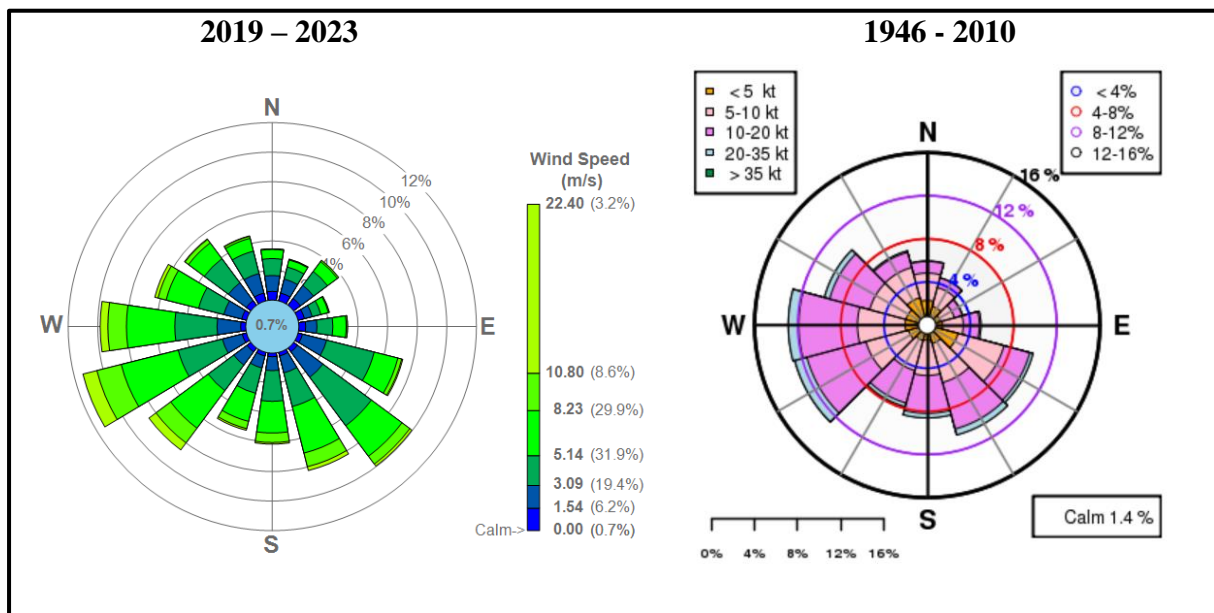 2019 – 2023
N
12%
10%
8%
6%
4%
W
0.7%
E
S
Wind Speed
(m/s)
22.40 (3.2%)
10.80 (8.6%)
8.23 (29.9%)
5.14 (31.9%)
3.09 (19.4%)
1.54 (6.2%)
Calm-> 0.00 (0.7%)
1946 - 2010
< 5 kt
5-10 kt
10-20 kt
20-35 kt
> 35 kt
< 4%
4-8%
8-12%
12-16%
N
16 %
12 %
8 %
4 %
W
E
S
0% 4% 8% 12% 16%
Calm 1.4 %